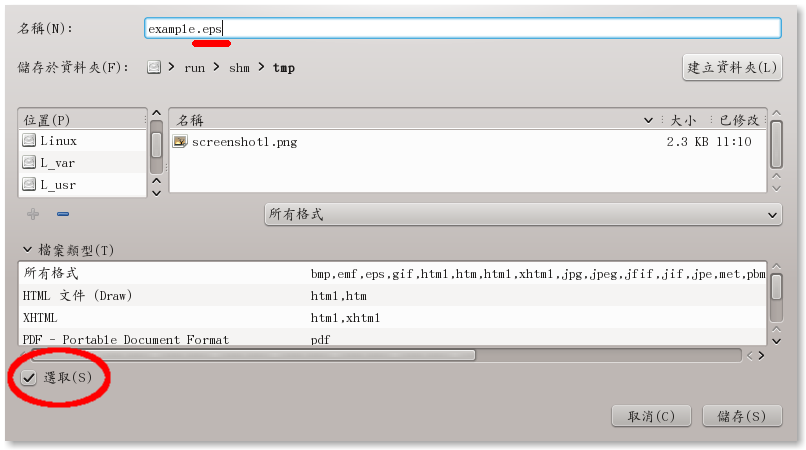 名稱(N): example.eps
儲存於資料夾(F): run shm tmp 建立資料夾(L)
位置(P) 名稱 大小 已修改
Linux screenshot1.png 2.3 KB 11:10
L_var
L_usr
所有格式
檔案類型(T)
所有格式 bmp,emf,eps,gif,html,htm,html,xhtml,jpg,jpeg,jfif,jif,jpe,met,pbm
HTML 文件 (Draw) html,htm
XHTML html,xhtml
PDF - Portable Document Format pdf
選取(S)
取消(C) 儲存(S)